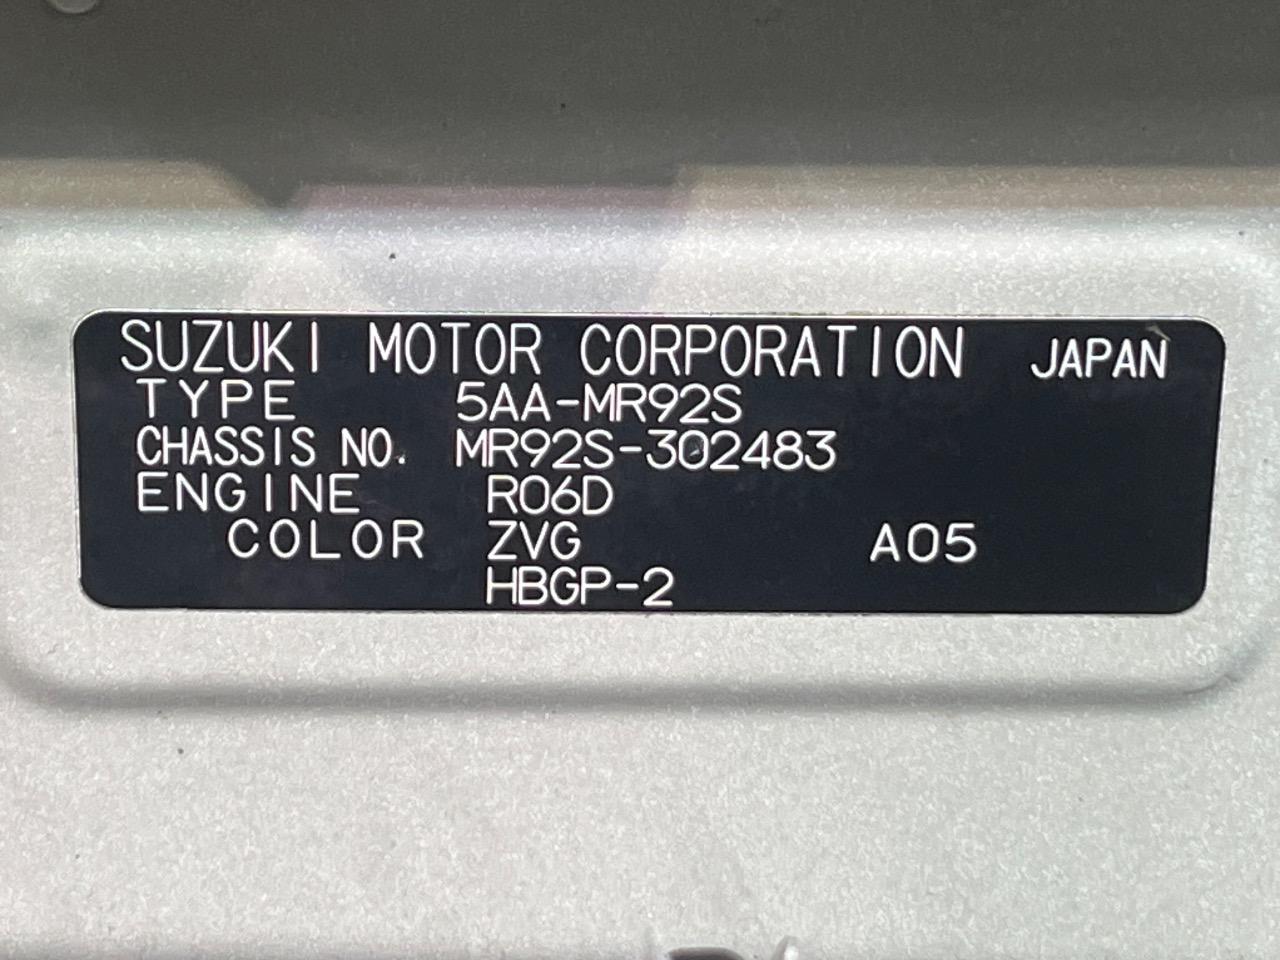 SUZUKI MOTOR CORPORATION JAPAN
TYPE 5AA-MR92S
CHASSIS NO. MR92S-302483
ENGINE R06D
COLOR ZVG A05
HBGP-2